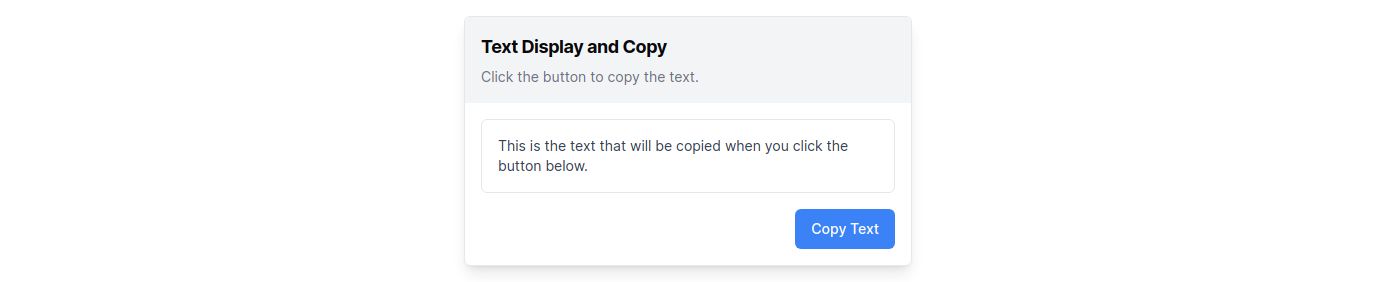 Text Display and Copy
Click the button to copy the text.
This is the text that will be copied when you click the
button below.
Copy Text